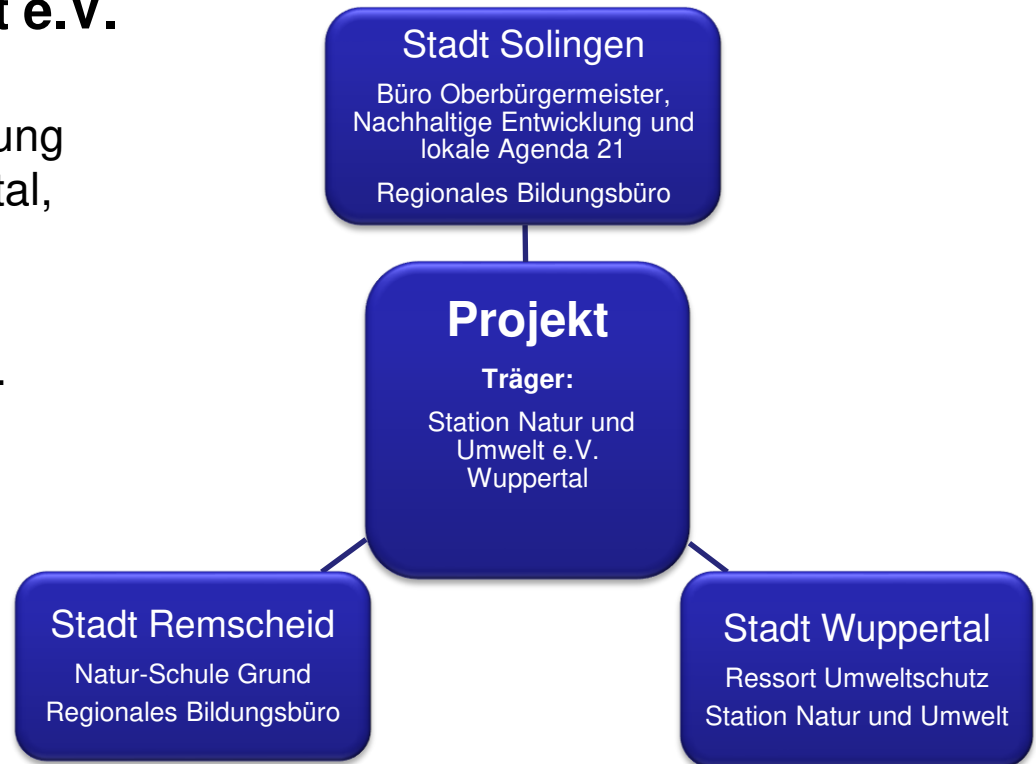 t e.V.
ung
tal,
.
Stadt Solingen
Büro Oberbürgermeister,
Nachhaltige Entwicklung und
lokale Agenda 21
Regionales Bildungsbüro
Projekt
Träger:
Station Natur und
Umwelt e.V.
Wuppertal
Stadt Remscheid
Natur-Schule Grund
Regionales Bildungsbüro
Stadt Wuppertal
Ressort Umweltschutz
Station Natur und Umwelt